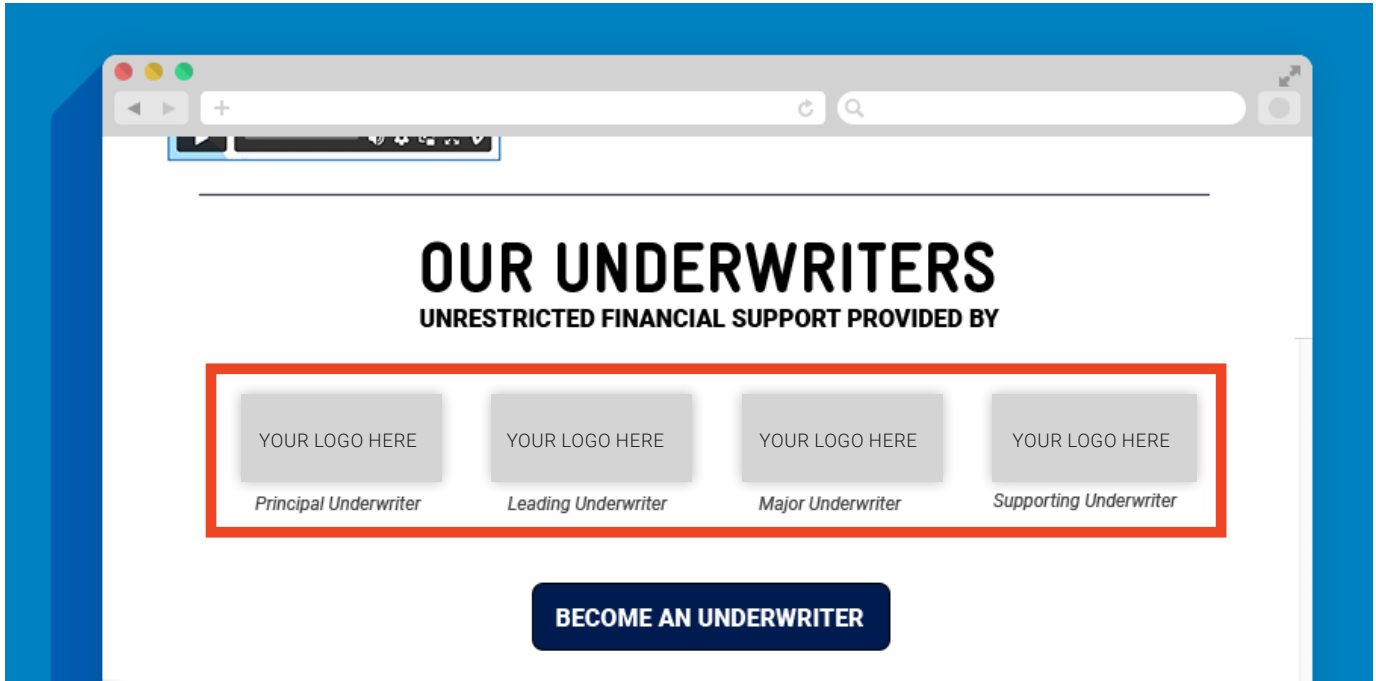 OUR UNDERWRITERS
UNRESTRICTED FINANCIAL SUPPORT PROVIDED BY
YOUR LOGO HERE
YOUR LOGO HERE
YOUR LOGO HERE
YOUR LOGO HERE
Principal Underwriter
Leading Underwriter
Major Underwriter
Supporting Underwriter
BECOME AN UNDERWRITER